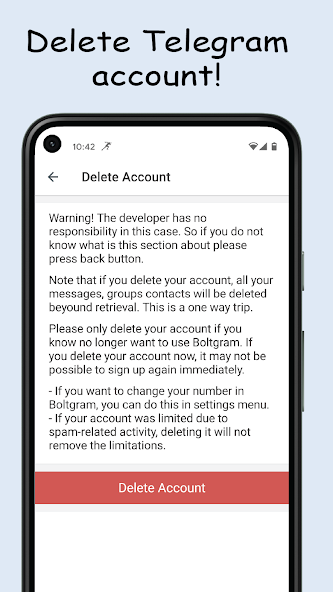 Delete Telegram
account!
10:42
Delete Account
Warning! The developer has no
responsibility in this case. So if you do not
know what is this section about please
press back button.
Note that if you delete your account, all your
messages, groups contacts will be deleted
beyound retrieval. This is a one way trip.
Please only delete your account if you
know no longer want to use Boltgram. If
you delete your account now, it may not be
possible to sign up again immediately.
- If you want to change your number in
Boltgram, you can do this in settings menu.
- If your account was limited due to
spam-related activity, deleting it will not
remove the limitations.
Delete Account